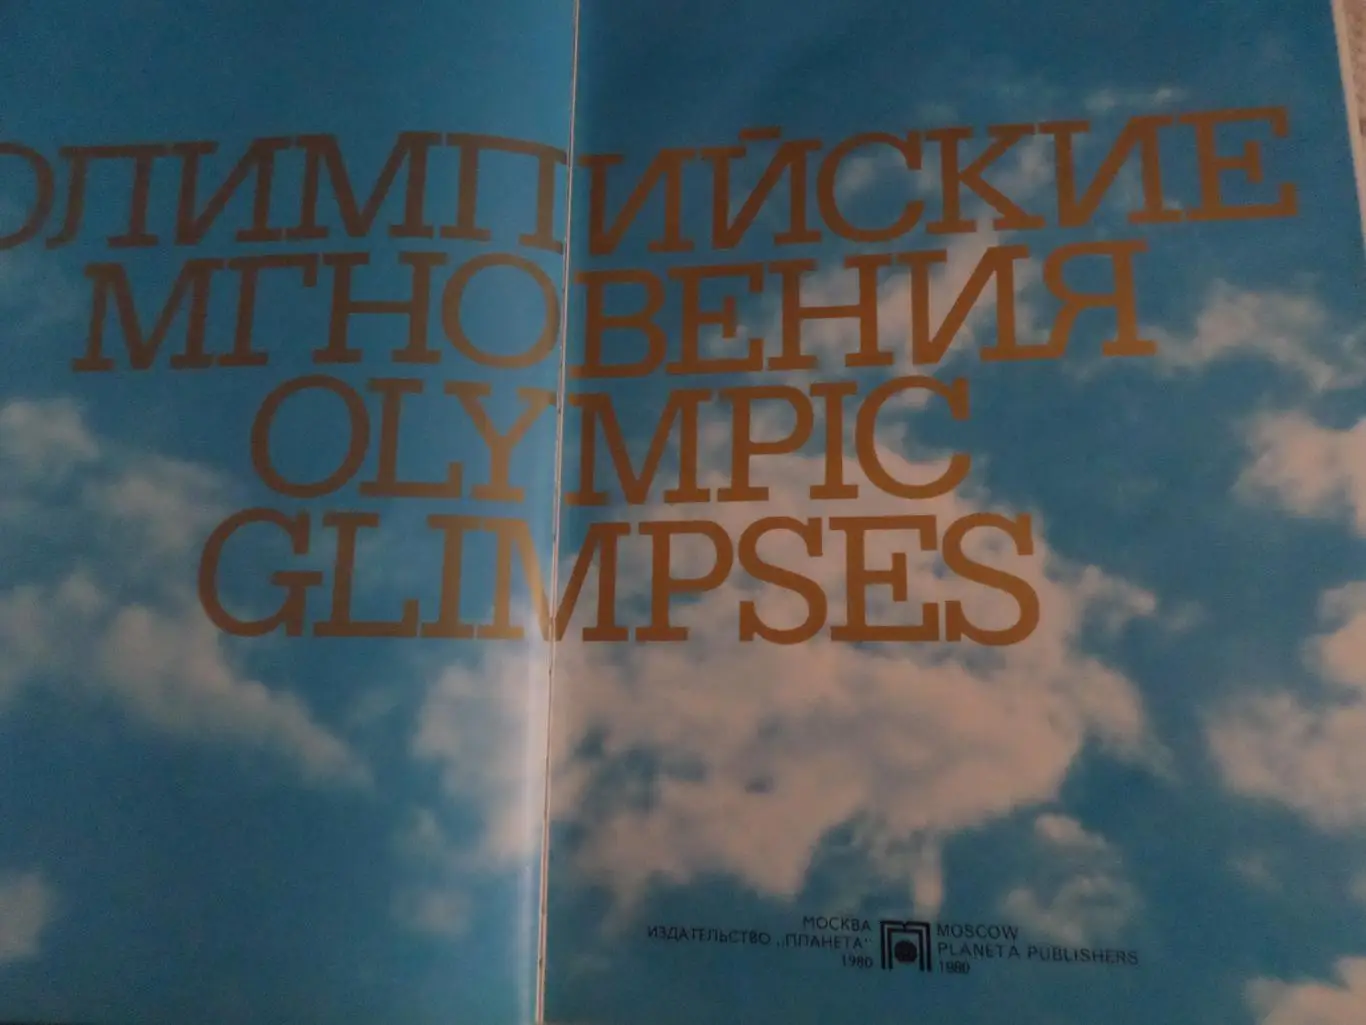 ОЛИМПИЙСКИЕ
МГНОВЕНИЯ
OLYMPIC
GLIMPSES
МОСКВА
ИЗДАТЕЛЬСТВО „ПЛАНЕТА“
1980
MOSCOW
PLANETA PUBLISHERS
1980